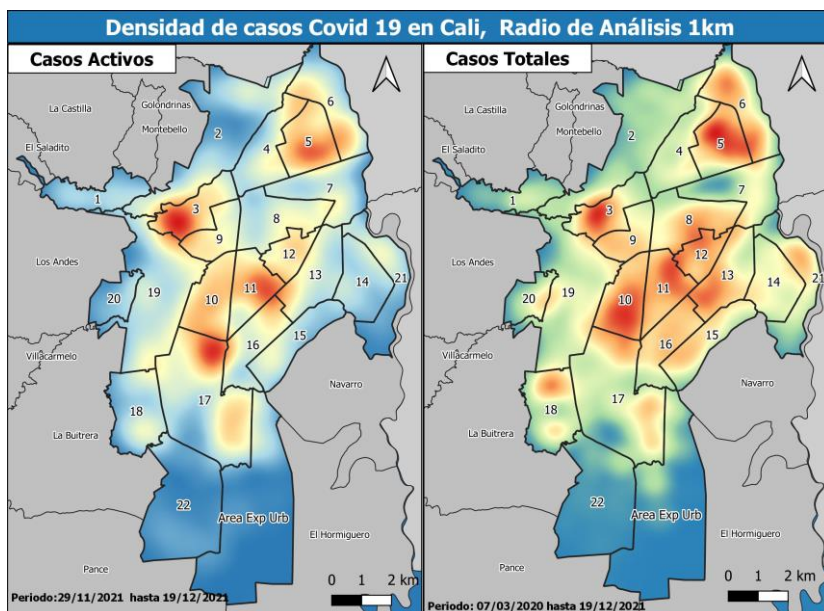 Densidad de casos Covid 19 en Cali, Radio de Análisis 1km
Casos Activos
La Castilla
Golondrinas
Montebello
El Saladito
Los Andes
Villacarmelo
La Buitrera
Pance
Navarro
El Hormiguero
Area Exp Urb
1
2
3
4
5
6
7
8
9
10
11
12
13
14
15
16
17
18
19
20
21
22
Periodo:29/11/2021 hasta 19/12/2021
0 1 2 km
Casos Totales
La Castilla
Golondrinas
Montebello
El Saladito
Los Andes
Villacarmelo
La Buitrera
Pance
Navarro
El Hormiguero
Area Exp Urb
1
2
3
4
5
6
7
8
9
10
11
12
13
14
15
16
17
18
19
20
21
22
Periodo: 07/03/2020 hasta 19/12/2021
0 1 2 km